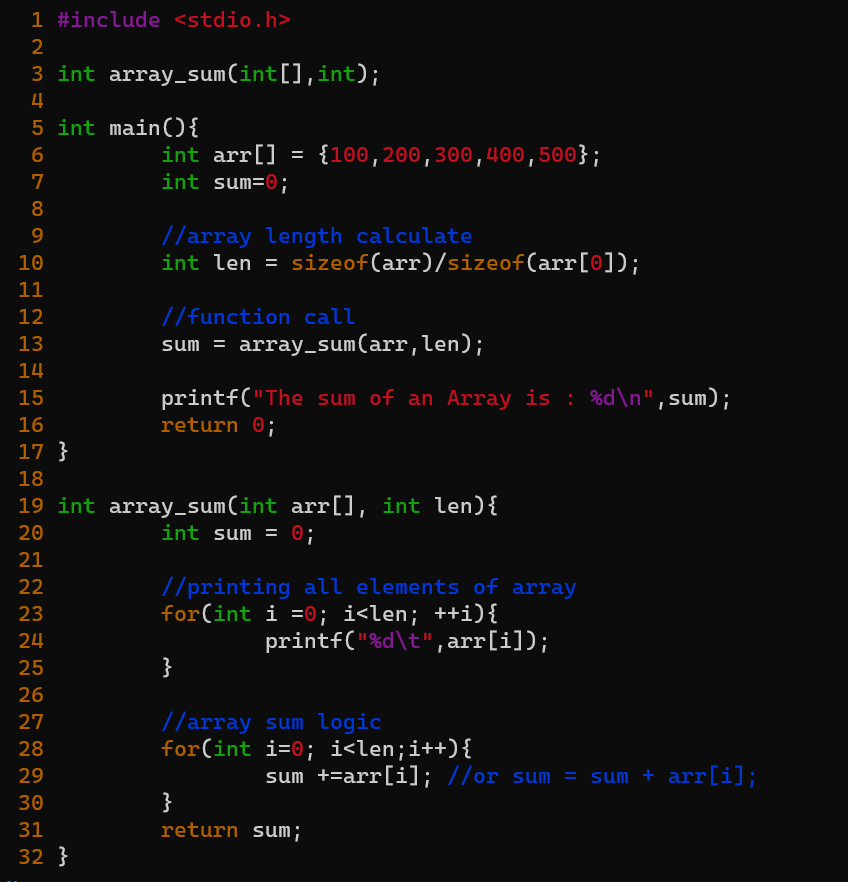 1 #include <stdio.h>
2
3 int array_sum(int[],int);
4
5 int main(){
6         int arr[] = {100,200,300,400,500};
7         int sum=0;
8
9         //array length calculate
10         int len = sizeof(arr)/sizeof(arr[0]);
11
12         //function call
13         sum = array_sum(arr,len);
14
15         printf("The sum of an Array is : %d\n",sum);
16         return 0;
17 }
18
19 int array_sum(int arr[], int len){
20         int sum = 0;
21
22         //printing all elements of array
23         for(int i =0; i<len; ++i){
24                 printf("%d\t",arr[i]);
25         }
26
27         //array sum logic
28         for(int i=0; i<len;i++){
29                 sum +=arr[i]; //or sum = sum + arr[i];
30         }
31         return sum;
32 }